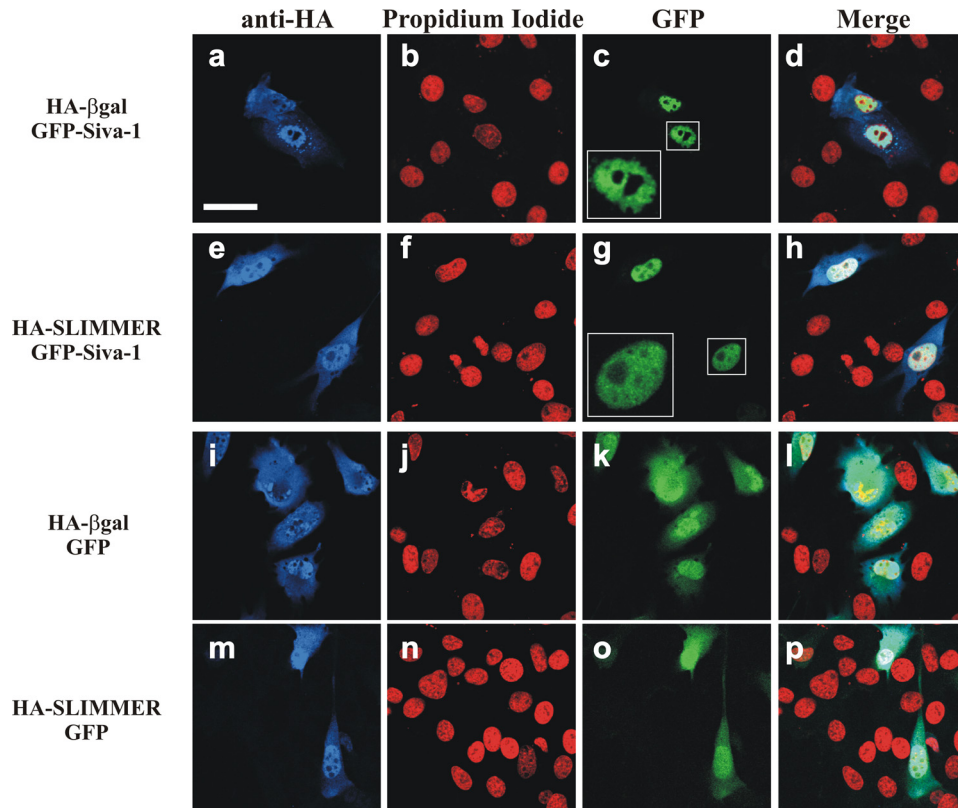 anti-HA Propidium Iodide GFP Merge
a b c d
HA-βgal
GFP-Siva-1
e f g h
HA-SLIMMER
GFP-Siva-1
i j k l
HA-βgal
GFP
m n o p
HA-SLIMMER
GFP